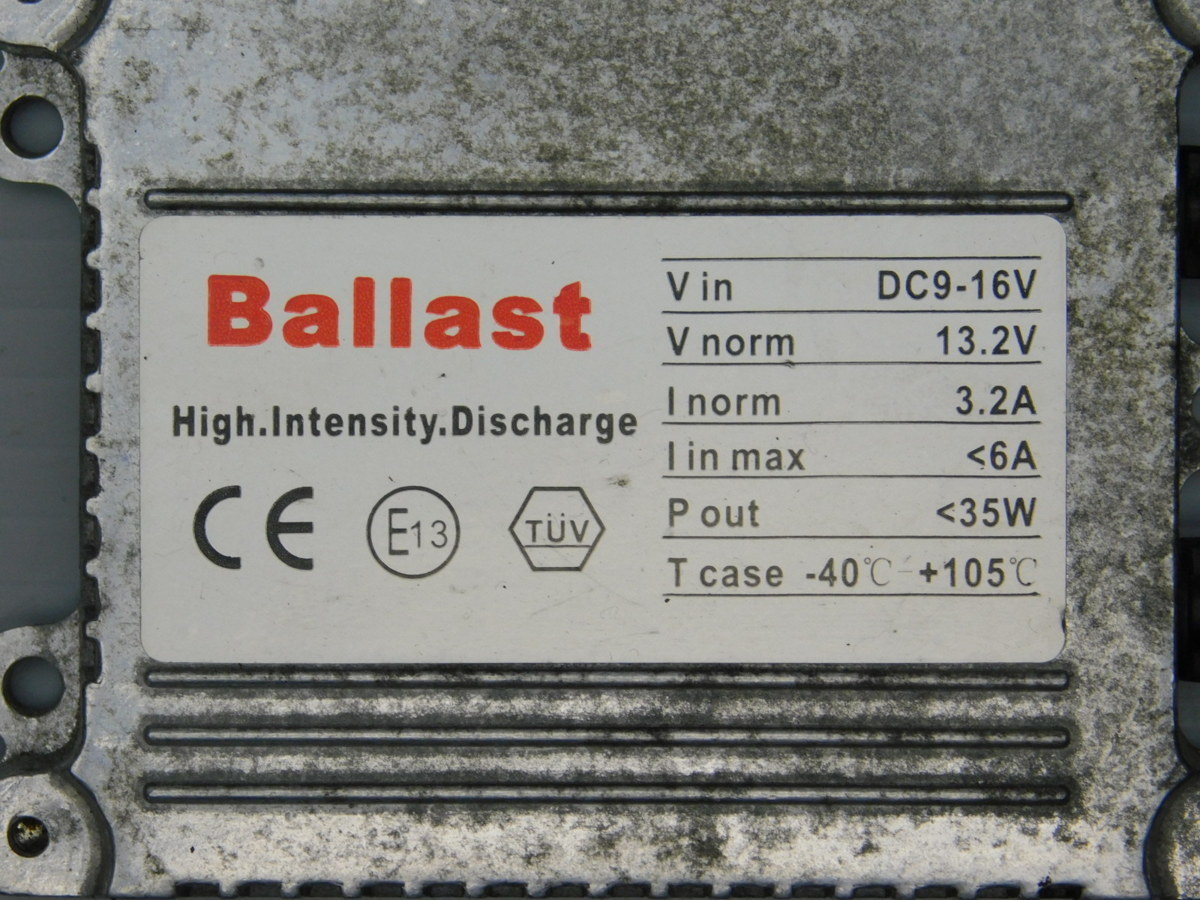 Ballast
High.Intensity.Discharge
CE E13 TÜV
V in DC9-16V
V norm 13.2V
I norm 3.2A
I in max <6A
P out <35W
T case -40℃-+105℃